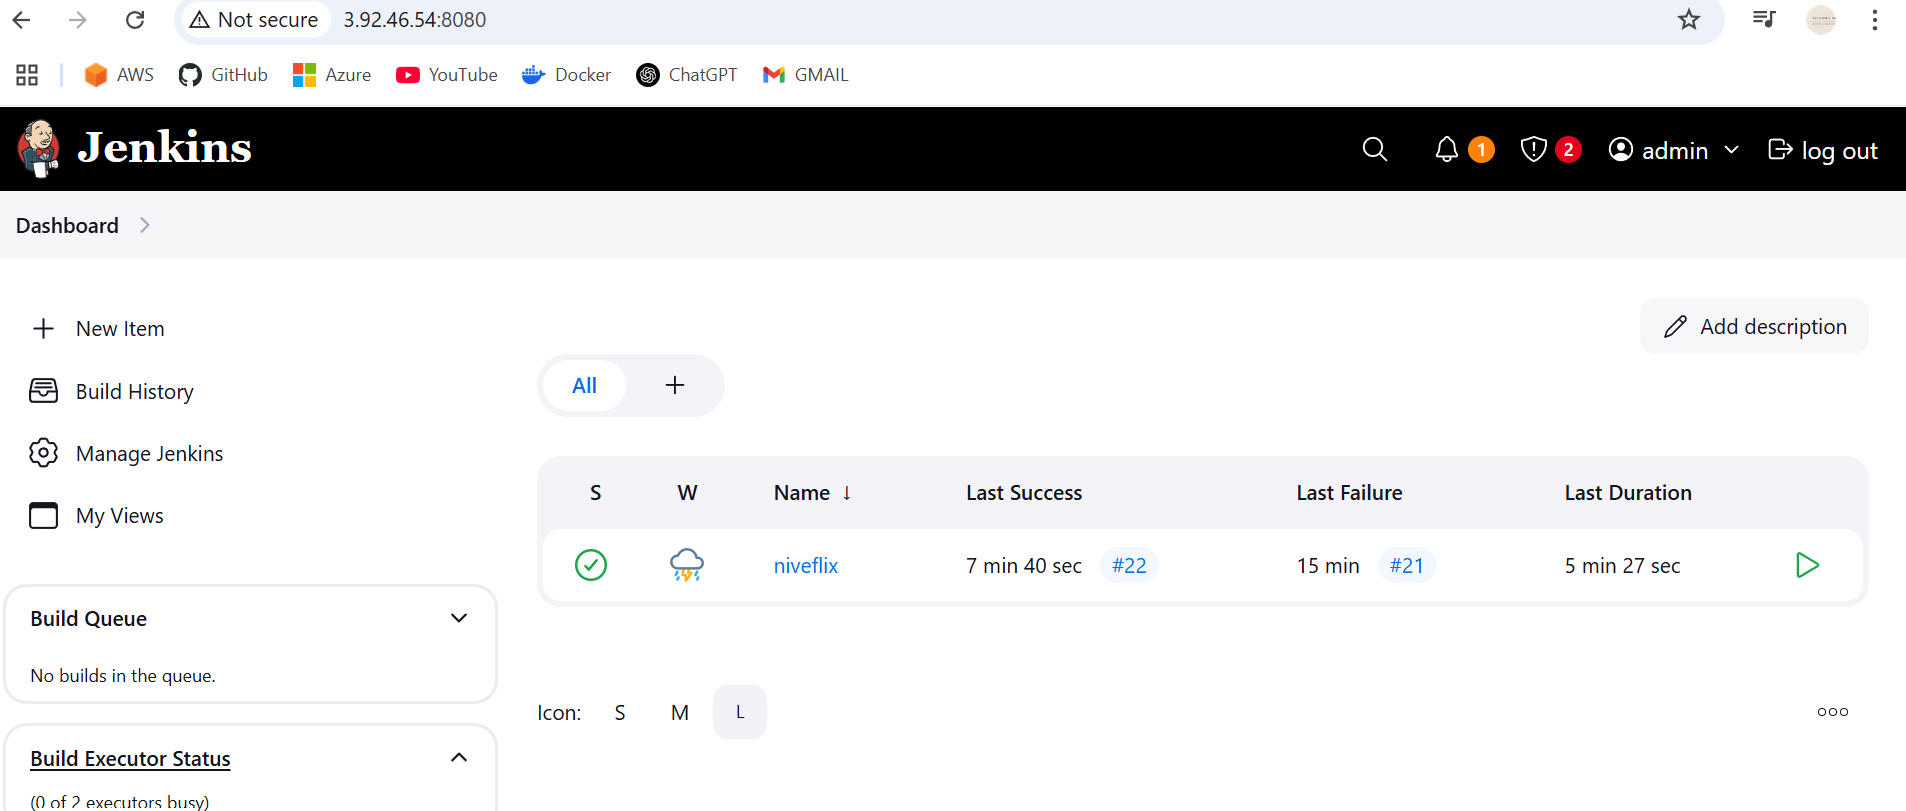 Not secure 3.92.46.54:8080
AWS GitHub Azure YouTube Docker ChatGPT GMAIL
Jenkins 1 2 admin log out
Dashboard
New Item
Build History
Manage Jenkins
My Views
Build Queue
No builds in the queue.
Build Executor Status
(0 of 2 executors busy)
Add description
All +
S W Name ↓ Last Success Last Failure Last Duration
niveflix 7 min 40 sec #22 15 min #21 5 min 27 sec
Icon: S M L